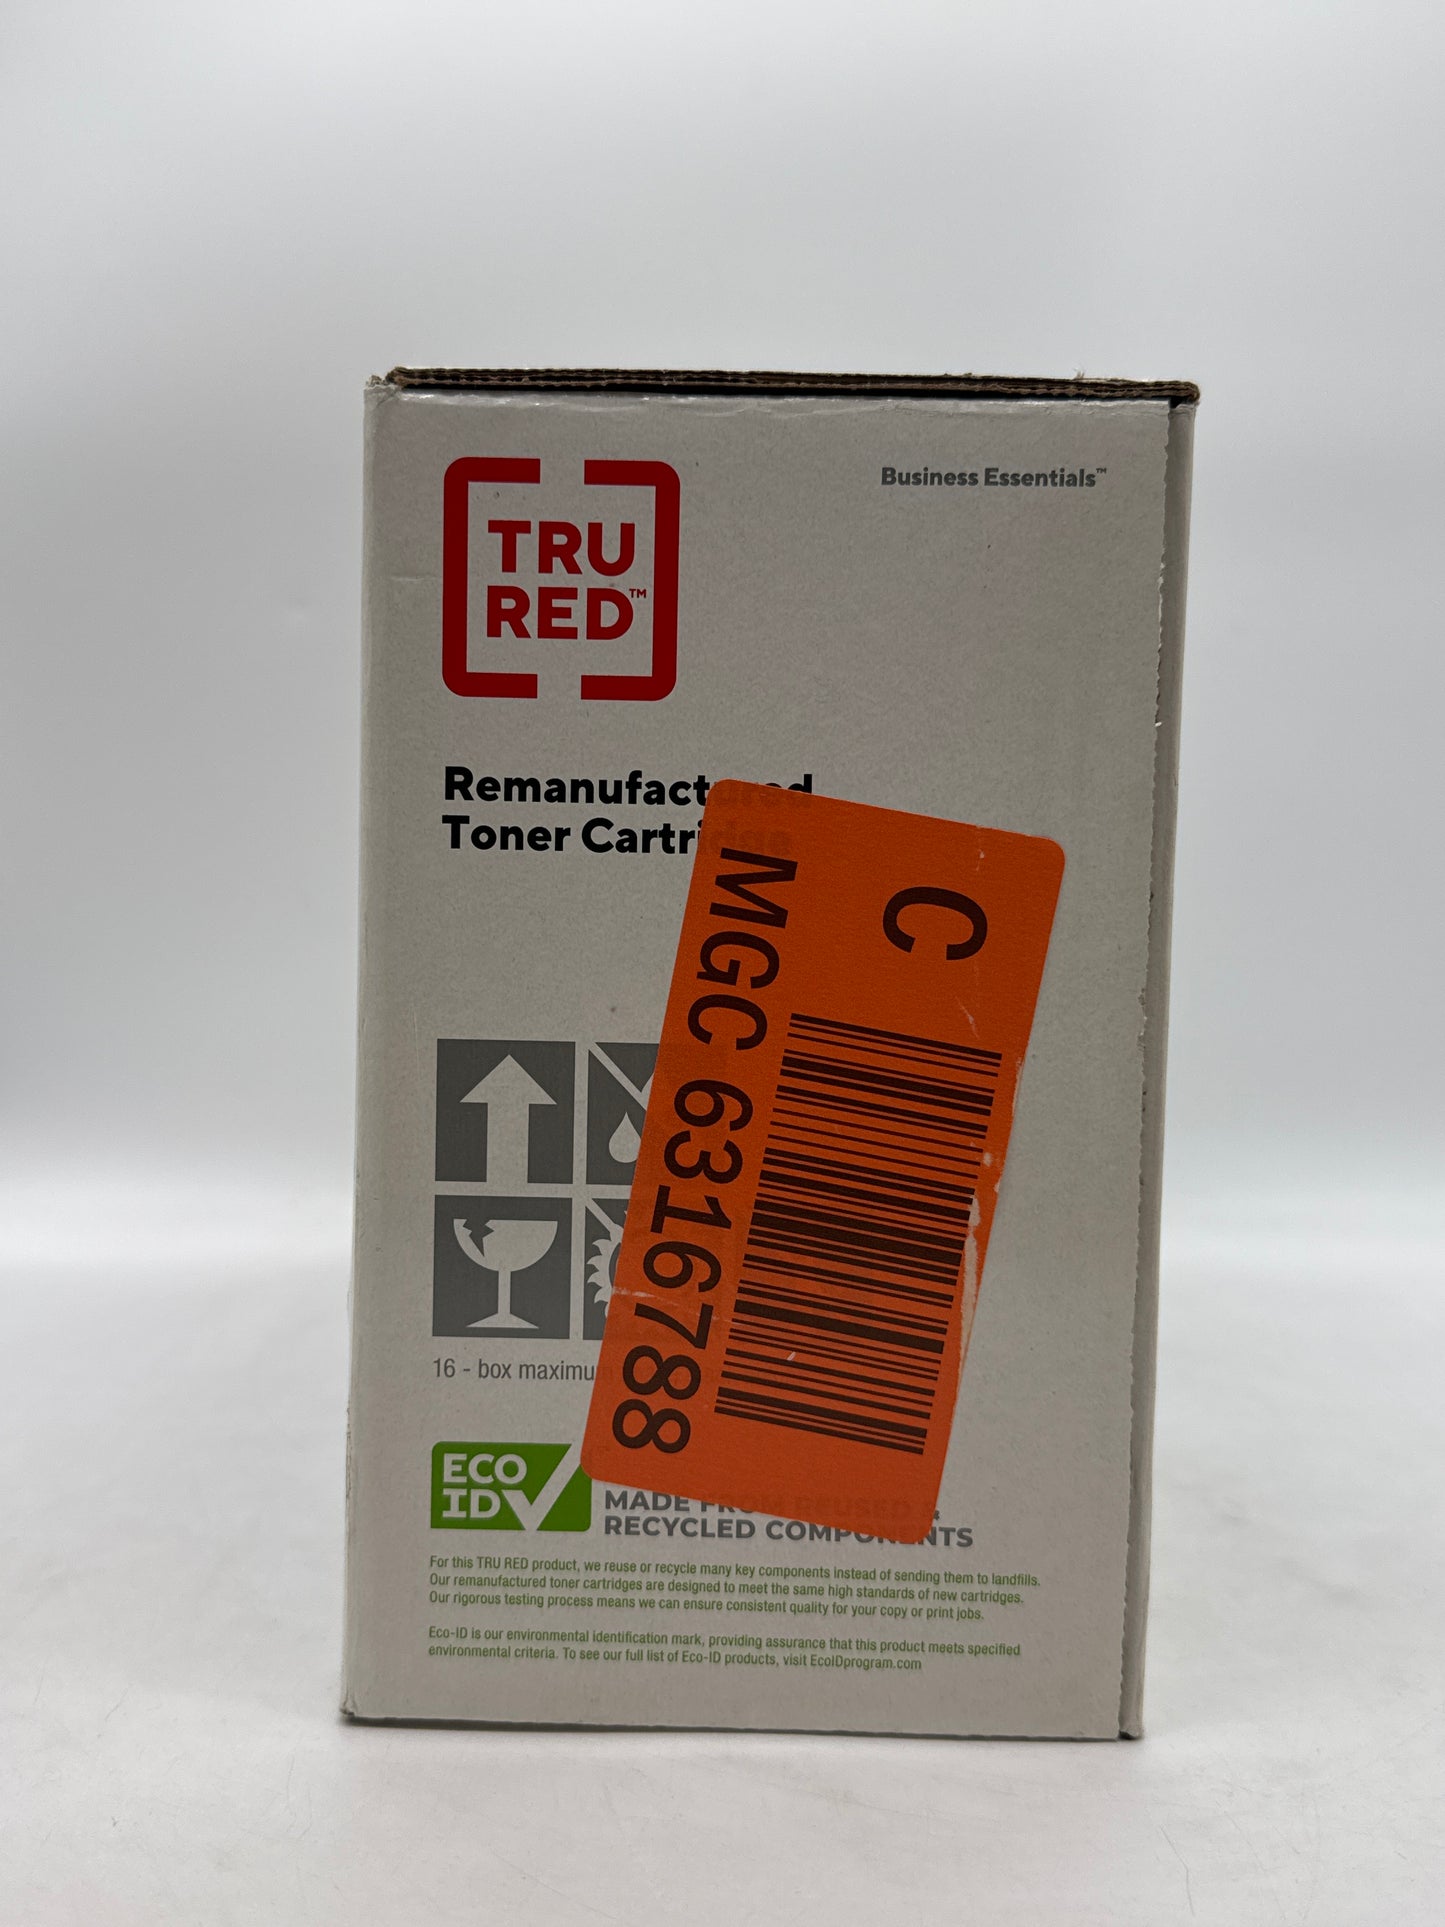 TRU
RED™
Business Essentials™
Remanufactured
Toner Cartridge
C
MGC 6316788
16 - box maximum
ECO
ID
MADE FROM REUSED &
RECYCLED COMPONENTS
For this TRU RED product, we reuse or recycle many key components instead of sending them to landfills.
Our remanufactured toner cartridges are designed to meet the same high standards of new cartridges.
Our rigorous testing process means we can ensure consistent quality for your copy or print jobs.
Eco-ID is our environmental identification mark, providing assurance that this product meets specified
environmental criteria. To see our full list of Eco-ID products, visit EcoIDprogram.com